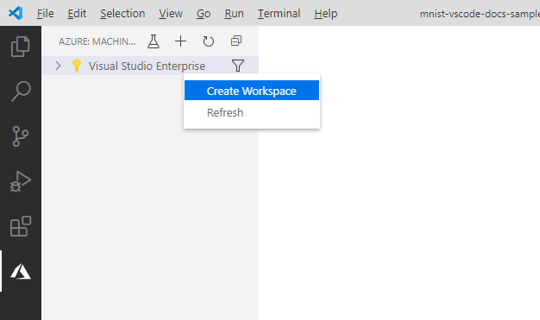 File Edit Selection View Go Run Terminal Help mnist-vscode-docs-sample
AZURE: MACHIN...
Visual Studio Enterprise
Create Workspace
Refresh